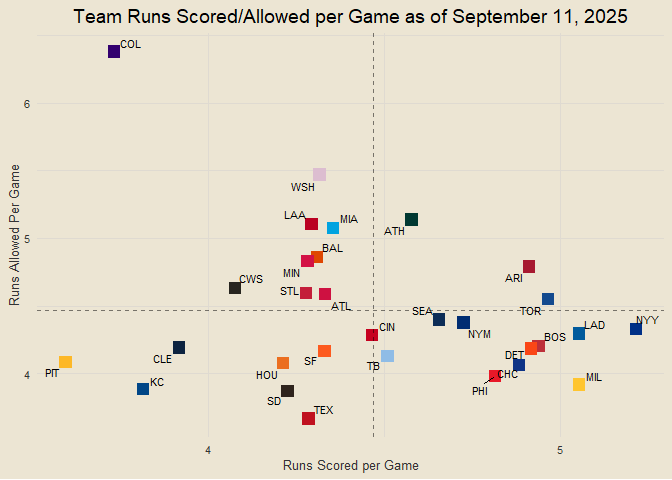 Team Runs Scored/Allowed per Game as of September 11, 2025
COL
6
WSH
LAA
MIA
ATH
5
BAL
MIN
ARI
CWS
STL
ATL
TOR
SEA
NYM
LAD
NYY
CIN
CLE
SF
TB
DET
BOS
PIT
HOU
4
KC
SD
TEX
PHI
CHC
MIL
4
5
Runs Scored per Game
Runs Allowed Per Game